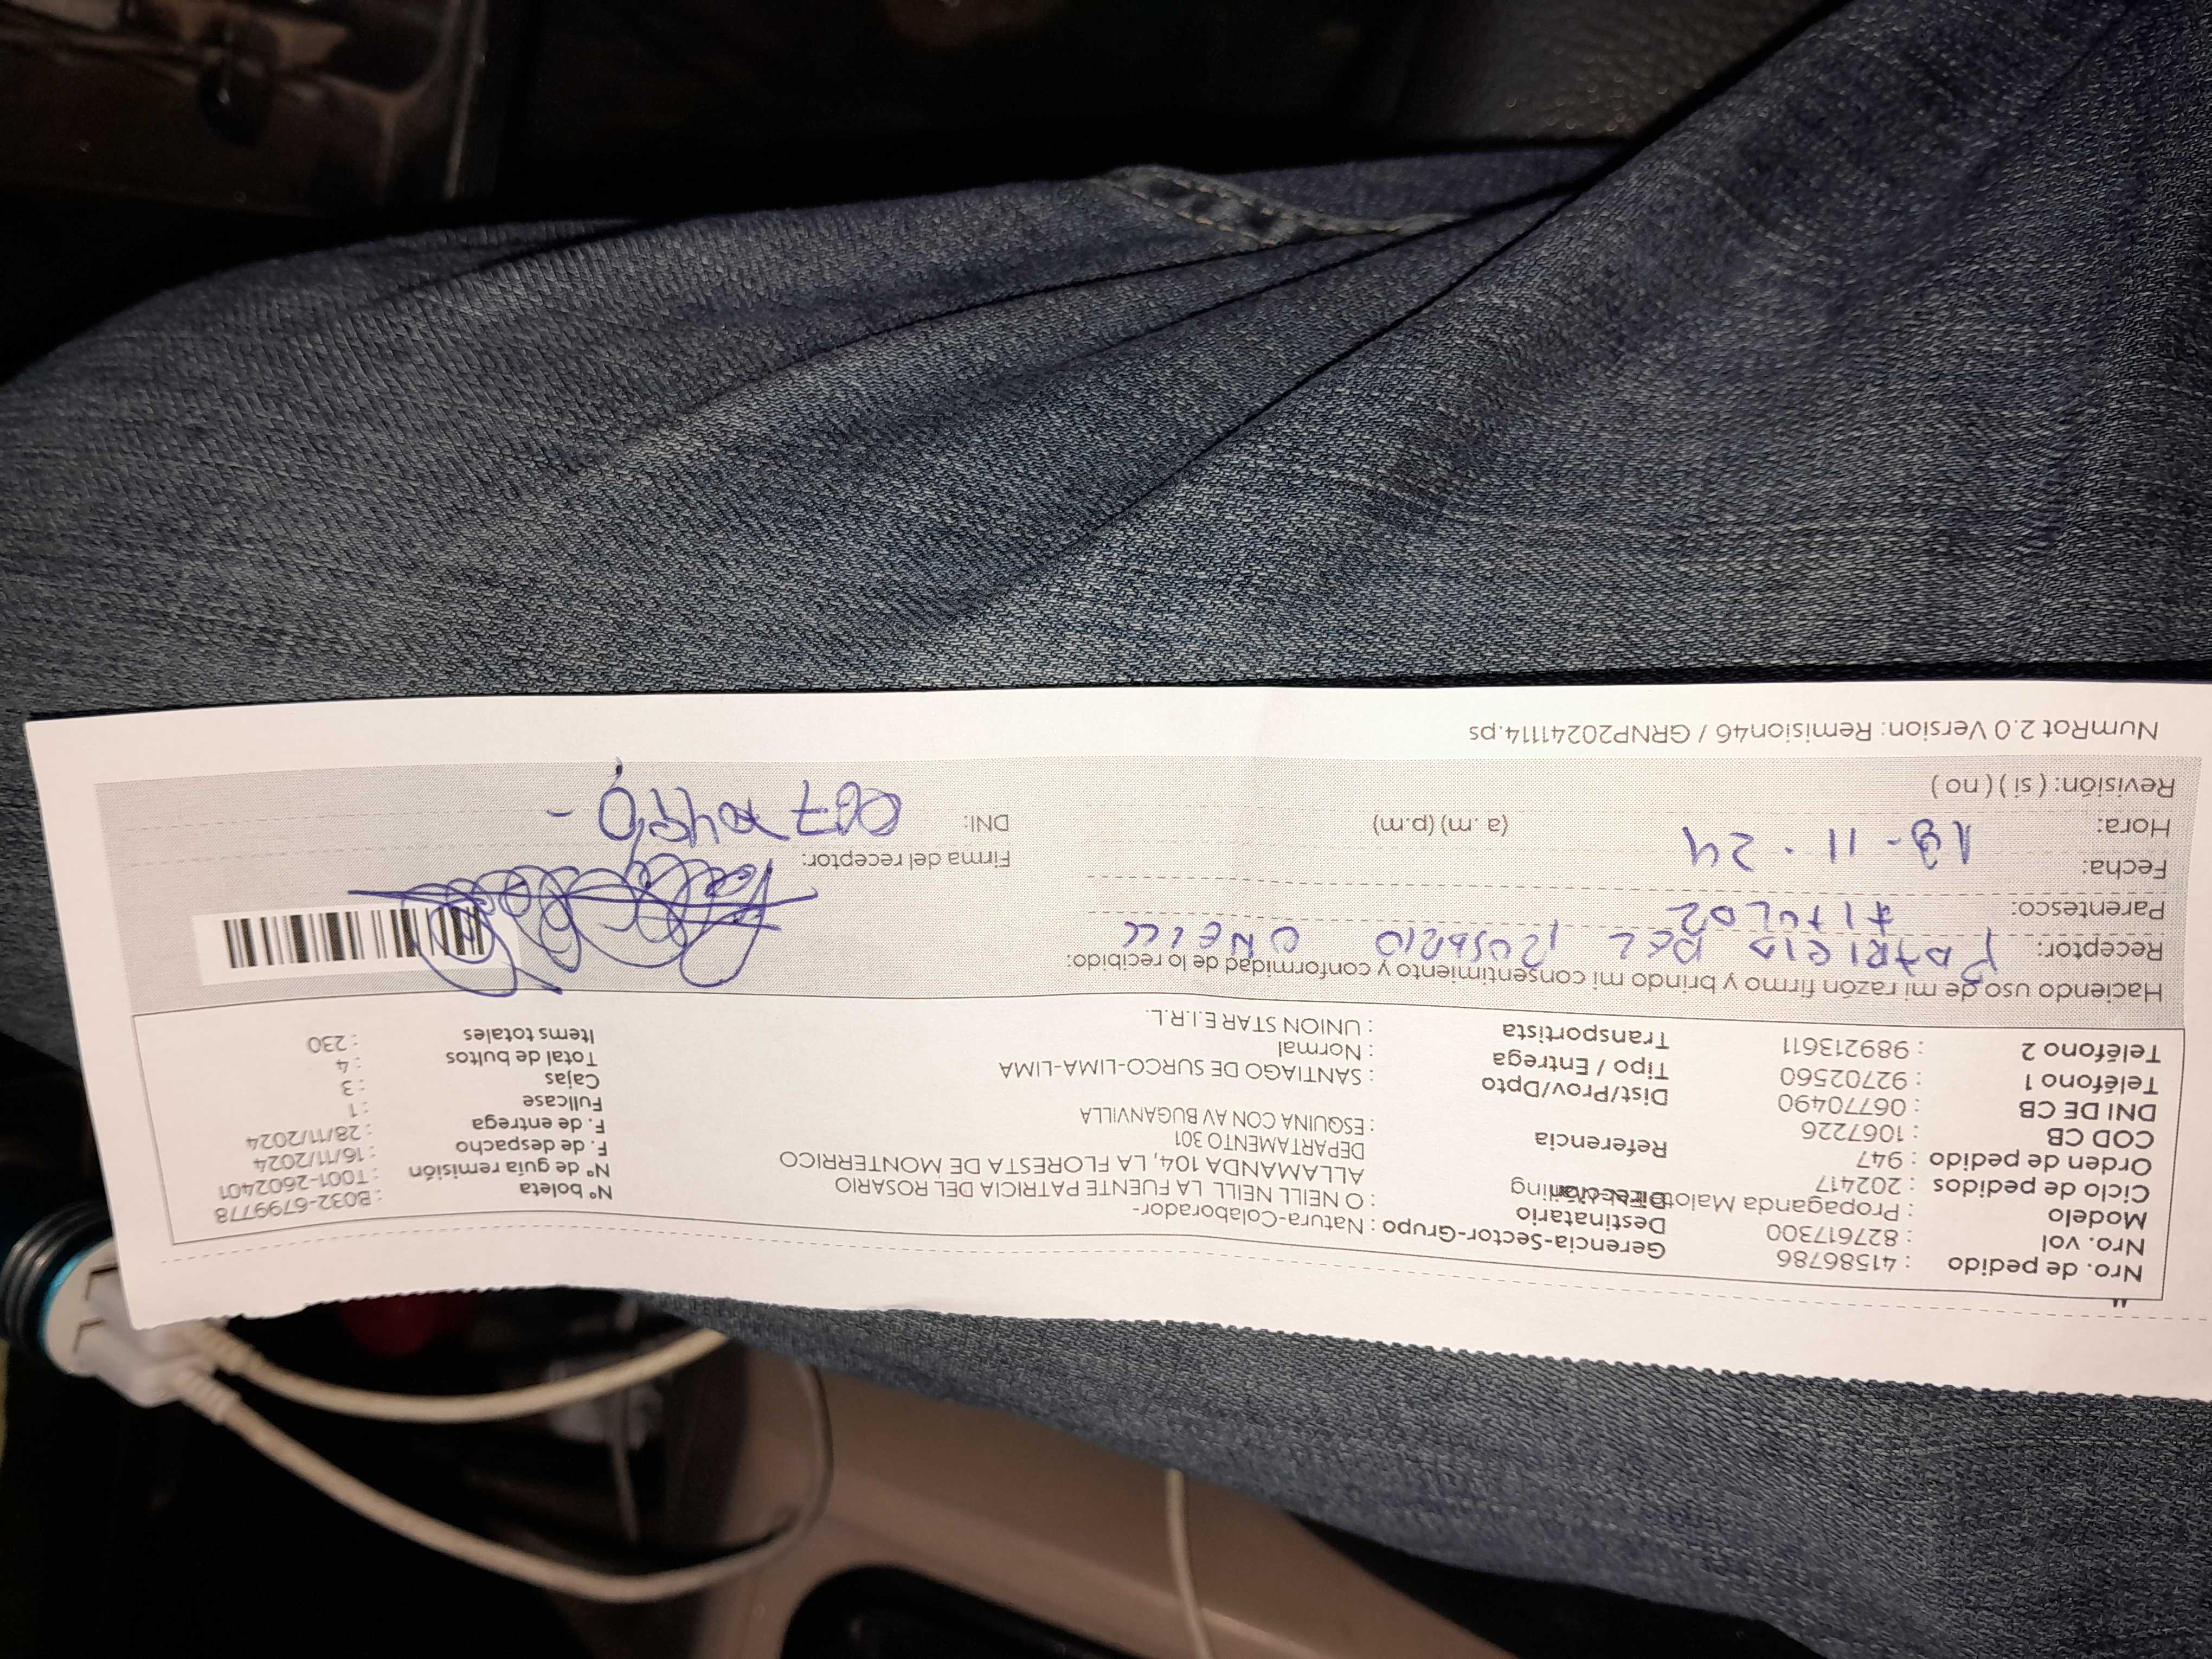 Nro. de pedido : 41586786
Nro. vol : 827617300
Modelo : Propaganda Maloteo
Ciclo de pedidos : 202417
Orden de pedido : 947
COD CB : 1067226
DNI DE CB : 06770490
Teléfono 1 : 92702560
Teléfono 2 : 989213611
Gerencia-Sector-Grupo : Natura-Colaborador-
Destinatario : O NEILL NEILL LA FUENTE PATRICIA DEL ROSARIO
Dirección ALLAMANDA 104, LA FLORESTA DE MONTERRICO
DEPARTAMENTO 301
Referencia : ESQUINA CON AV BUGANVILLA
Dist/Prov/Dpto : SANTIAGO DE SURCO-LIMA-LIMA
Tipo / Entrega : Normal
Transportista : UNION STAR E.I.R.L.
N° boleta : B032-6799778
N° de guía remisión : T001-2602401
F. de despacho : 16/11/2024
F. de entrega : 28/11/2024
Fullcase : 1
Cajas : 3
Total de bultos : 4
Items totales : 230
Haciendo uso de mi razón firmo y brindo mi consentimiento y conformidad de lo recibido:
Receptor: PATRICIA DEL ROSARIO ONEILL
Parentesco: TITULAR
Fecha: 18-11-24
Hora: (a.m) (p.m)
Revisión: ( si ) ( no )
Firma del receptor:
DNI: 06770490-
NumRot 2.0 Version: Remision46 / GRNP20241114.ps